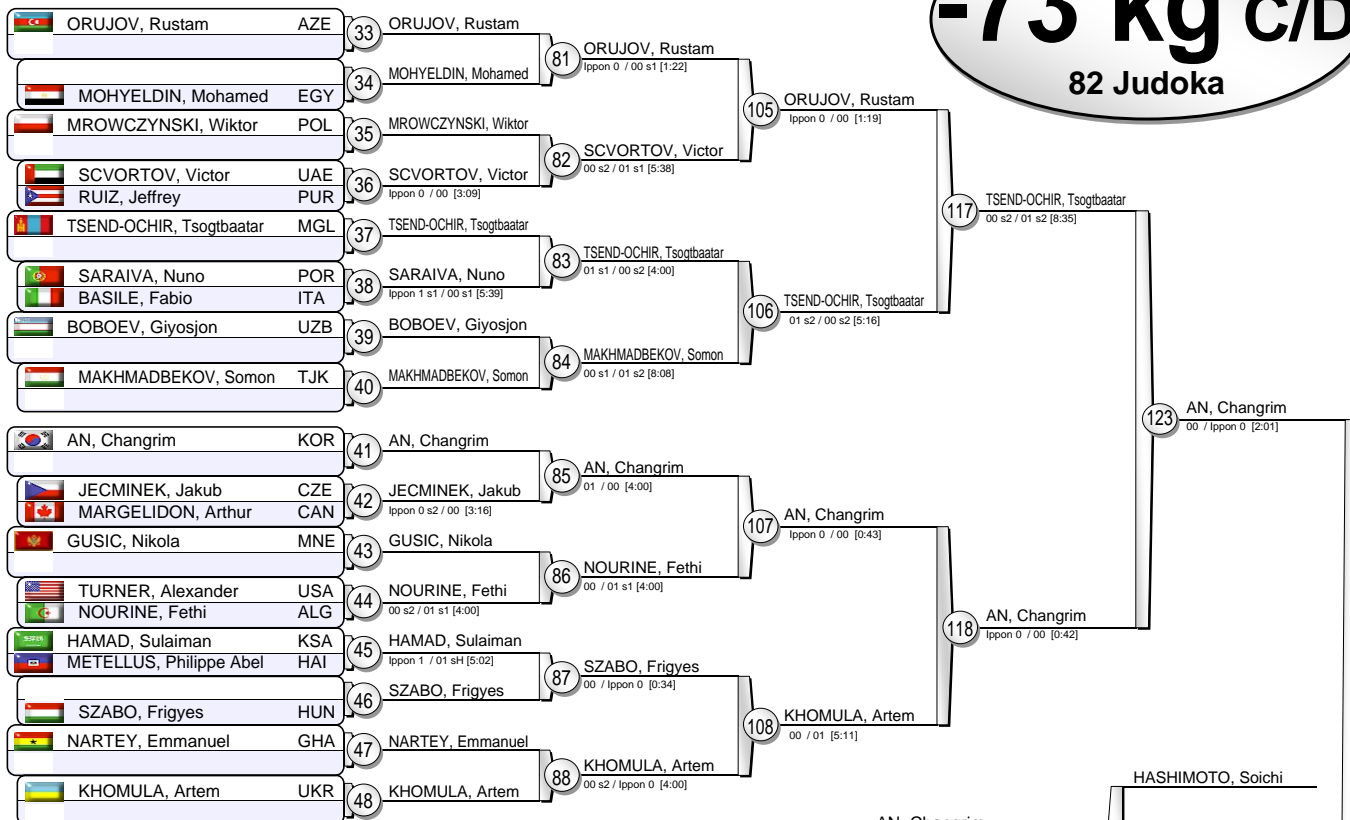 -73 kg C/D
82 Judoka
ORUJOV, Rustam AZE
33
ORUJOV, Rustam
34
MOHYELDIN, Mohamed
MOHYELDIN, Mohamed EGY
81
ORUJOV, Rustam
Ippon 0 / 00 s1 [1:22]
MROWCZYNSKI, Wiktor POL
35
MROWCZYNSKI, Wiktor
SCVORTOV, Victor UAE
RUIZ, Jeffrey PUR
36
SCVORTOV, Victor
Ippon 0 / 00 [3:09]
82
SCVORTOV, Victor
00 s2 / 01 s1 [5:38]
105
ORUJOV, Rustam
Ippon 0 / 00 [1:19]
TSEND-OCHIR, Tsogtbaatar MGL
37
TSEND-OCHIR, Tsogtbaatar
SARAIVA, Nuno POR
BASILE, Fabio ITA
38
SARAIVA, Nuno
Ippon 1 s1 / 00 s1 [5:39]
83
TSEND-OCHIR, Tsogtbaatar
01 s1 / 00 s2 [4:00]
BOBOEV, Giyosjon UZB
39
BOBOEV, Giyosjon
MAKHMADBEKOV, Somon TJK
40
MAKHMADBEKOV, Somon
84
MAKHMADBEKOV, Somon
00 s1 / 01 s2 [8:08]
106
TSEND-OCHIR, Tsogtbaatar
01 s2 / 00 s2 [5:16]
117
TSEND-OCHIR, Tsogtbaatar
00 s2 / 01 s2 [8:35]
AN, Changrim KOR
41
AN, Changrim
JECMINEK, Jakub CZE
MARGELIDON, Arthur CAN
42
JECMINEK, Jakub
Ippon 0 s2 / 00 [3:16]
85
AN, Changrim
01 / 00 [4:00]
GUSIC, Nikola MNE
43
GUSIC, Nikola
TURNER, Alexander USA
NOURINE, Fethi ALG
44
NOURINE, Fethi
00 s2 / 01 s1 [4:00]
86
NOURINE, Fethi
00 / 01 s1 [4:00]
107
AN, Changrim
Ippon 0 / 00 [0:43]
HAMAD, Sulaiman KSA
METELLUS, Philippe Abel HAI
45
HAMAD, Sulaiman
Ippon 1 / 01 sH [5:02]
46
SZABO, Frigyes
SZABO, Frigyes HUN
87
SZABO, Frigyes
00 / Ippon 0 [0:34]
NARTEY, Emmanuel GHA
47
NARTEY, Emmanuel
KHOMULA, Artem UKR
48
KHOMULA, Artem
88
KHOMULA, Artem
00 s2 / Ippon 0 [4:00]
108
KHOMULA, Artem
00 / 01 [5:11]
118
AN, Changrim
Ippon 0 / 00 [0:42]
123
AN, Changrim
00 / Ippon 0 [2:01]
HASHIMOTO, Soichi